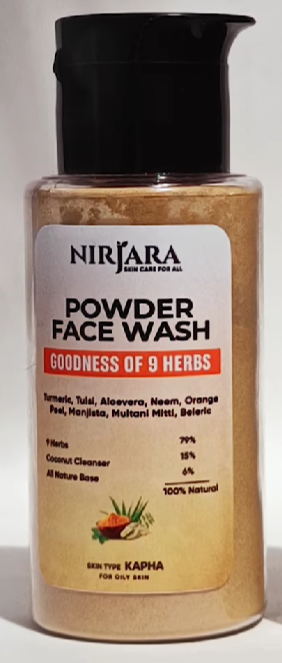 NIRJARA
SKIN CARE FOR ALL
POWDER
FACE WASH
GOODNESS OF 9 HERBS
Turmeric, Tulsi, Aloevera, Neem, Orange
Peel, Manjista, Multani Mitti, Beleric
9 Herbs 79%
Coconut Cleanser 15%
All Nature Base 6%
100% Natural
SKIN TYPE KAPHA
FOR OILY SKIN